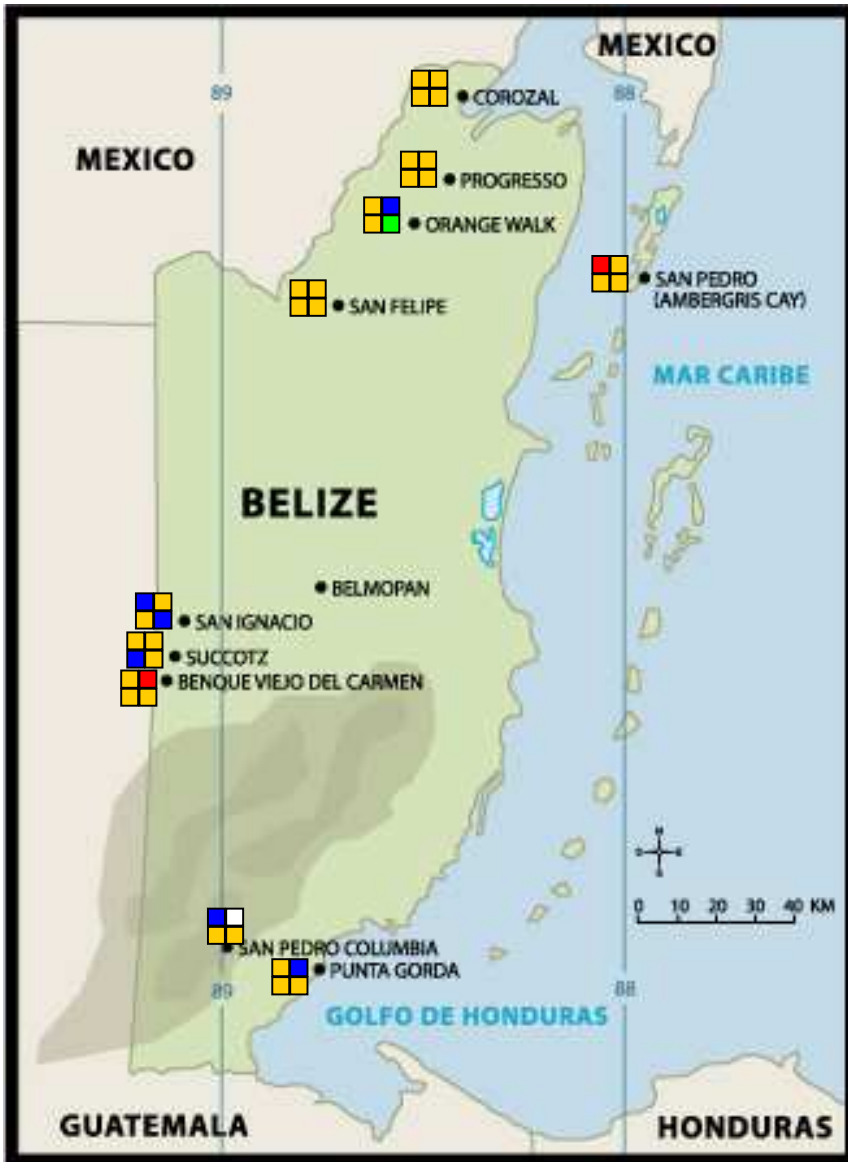 MEXICO
89
88
COROZAL
MEXICO
PROGRESSO
ORANGE WALK
SAN PEDRO
(AMBERGRIS CAY)
SAN FELIPE
MAR CARIBE
BELIZE
BELMOPAN
SAN IGNACIO
SUCCOTZ
BENQUE VIEJO DEL CARMEN
0 10 20 30 40 KM
SAN PEDRO COLUMBIA
PUNTA GORDA
89
88
GOLFO DE HONDURAS
GUATEMALA
HONDURAS